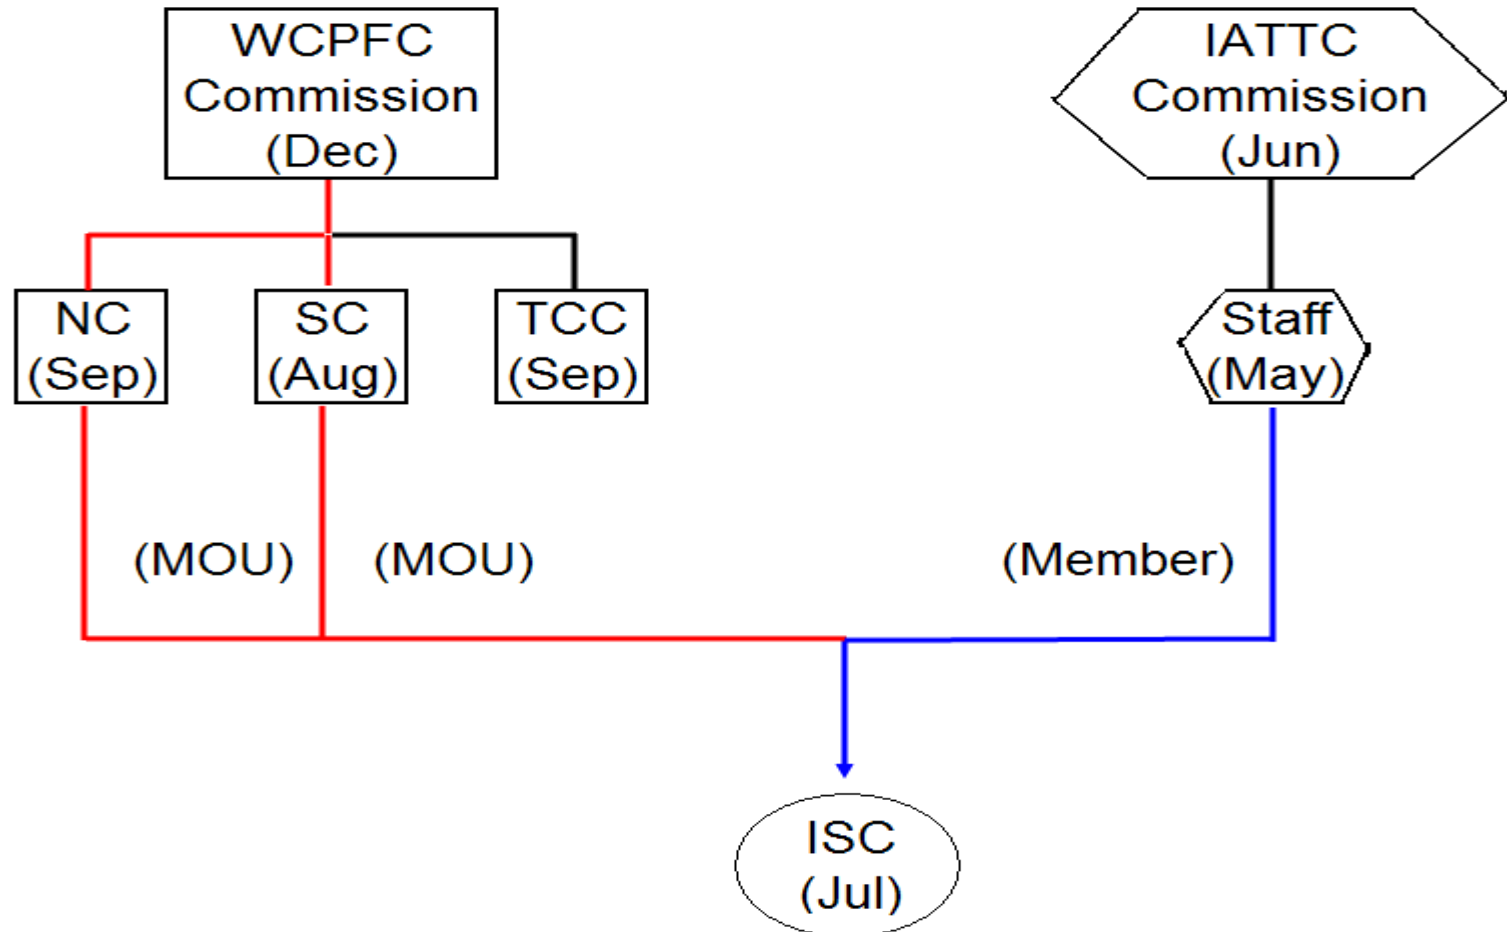 WCPFC
Commission
(Dec)
IATTC
Commission
(Jun)
NC
(Sep)
SC
(Aug)
TCC
(Sep)
Staff
(May)
(MOU)
(MOU)
(Member)
ISC
(Jul)